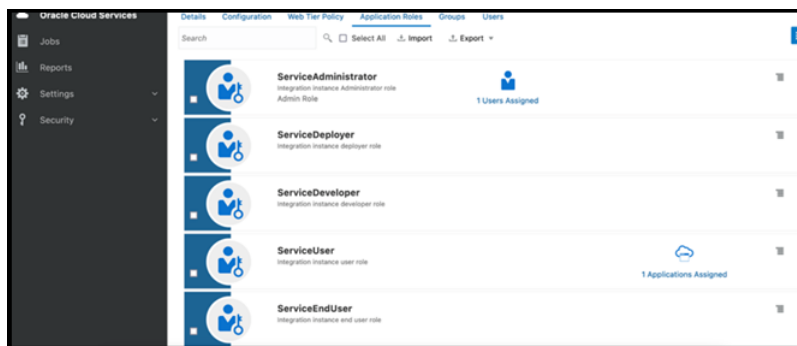 Oracle Cloud Services
Jobs
Reports
Settings
Security
Details Configuration Web Tier Policy Application Roles Groups Users
Search Select All Import Export
ServiceAdministrator
Integration instance Administrator role
Admin Role
1 Users Assigned
ServiceDeployer
Integration instance deployer role
ServiceDeveloper
Integration instance developer role
ServiceUser
Integration instance user role
1 Applications Assigned
ServiceEndUser
Integration instance end user role